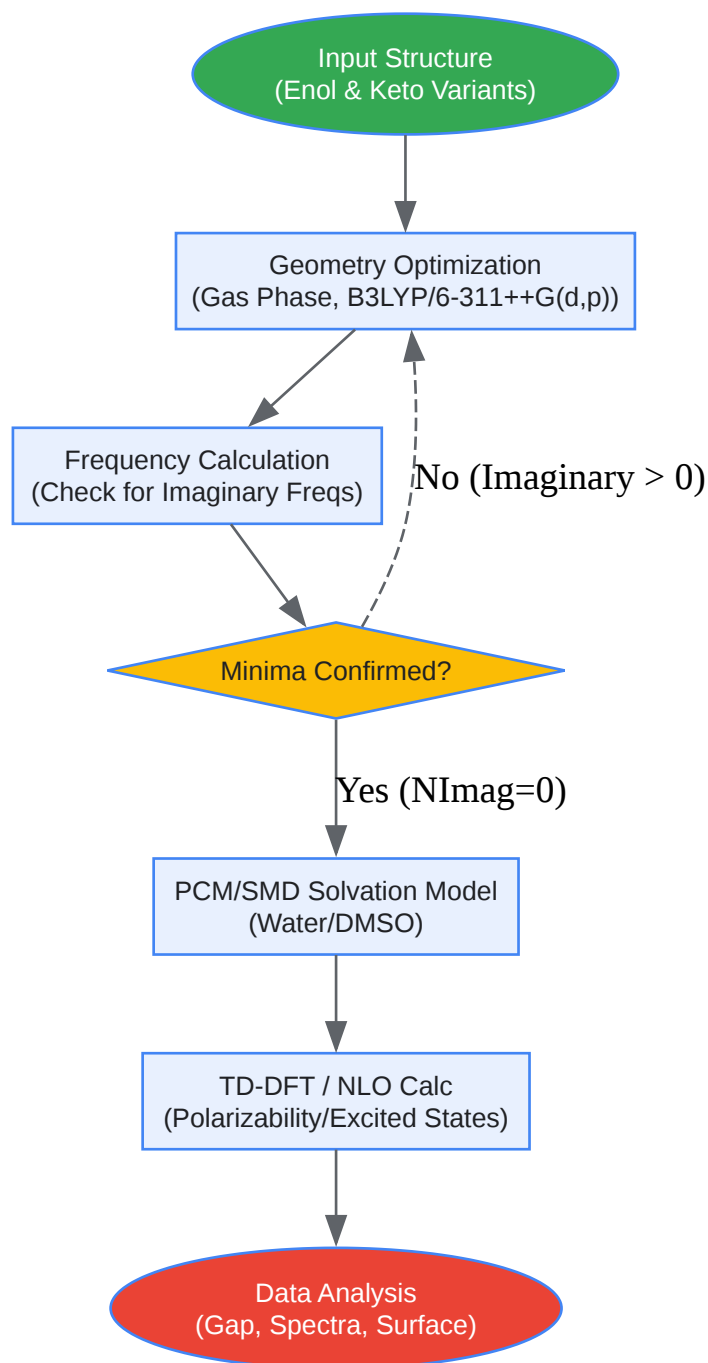 Input Structure
(Enol & Keto Variants)
Geometry Optimization
(Gas Phase, B3LYP/6-311++G(d,p))
Frequency Calculation
(Check for Imaginary Freqs)
No (Imaginary > 0)
Minima Confirmed?
Yes (NImag=0)
PCM/SMD Solvation Model
(Water/DMSO)
TD-DFT / NLO Calc
(Polarizability/Excited States)
Data Analysis
(Gap, Spectra, Surface)